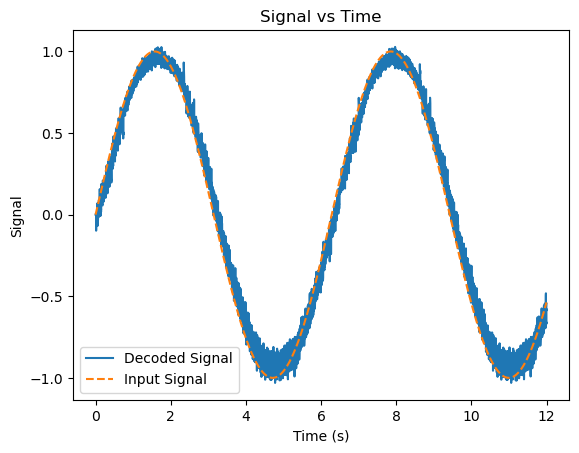 Signal vs Time
Signal
1.0
0.5
0.0
−0.5
−1.0
Decoded Signal
Input Signal
0 2 4 6 8 10 12
Time (s)